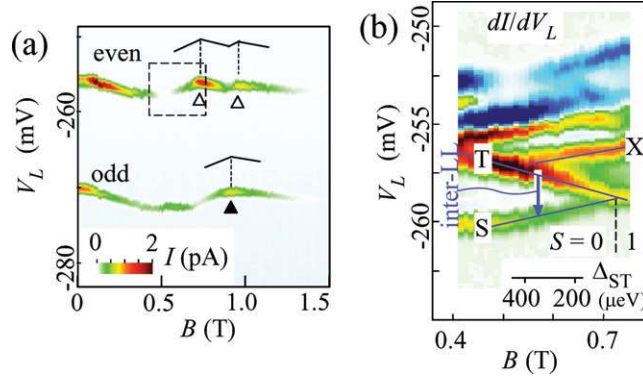 (a)
even
-260
V_L (mV)
odd
0 2
I (pA)
-280
0 0.5 1.0 1.5
B (T)
(b)
dI/dV_L
-250
-255
V_L (mV)
-260
inter-LL
T
X
S
S = 0 1
Δ_ST
400 200 (μeV)
0.4 0.7
B (T)